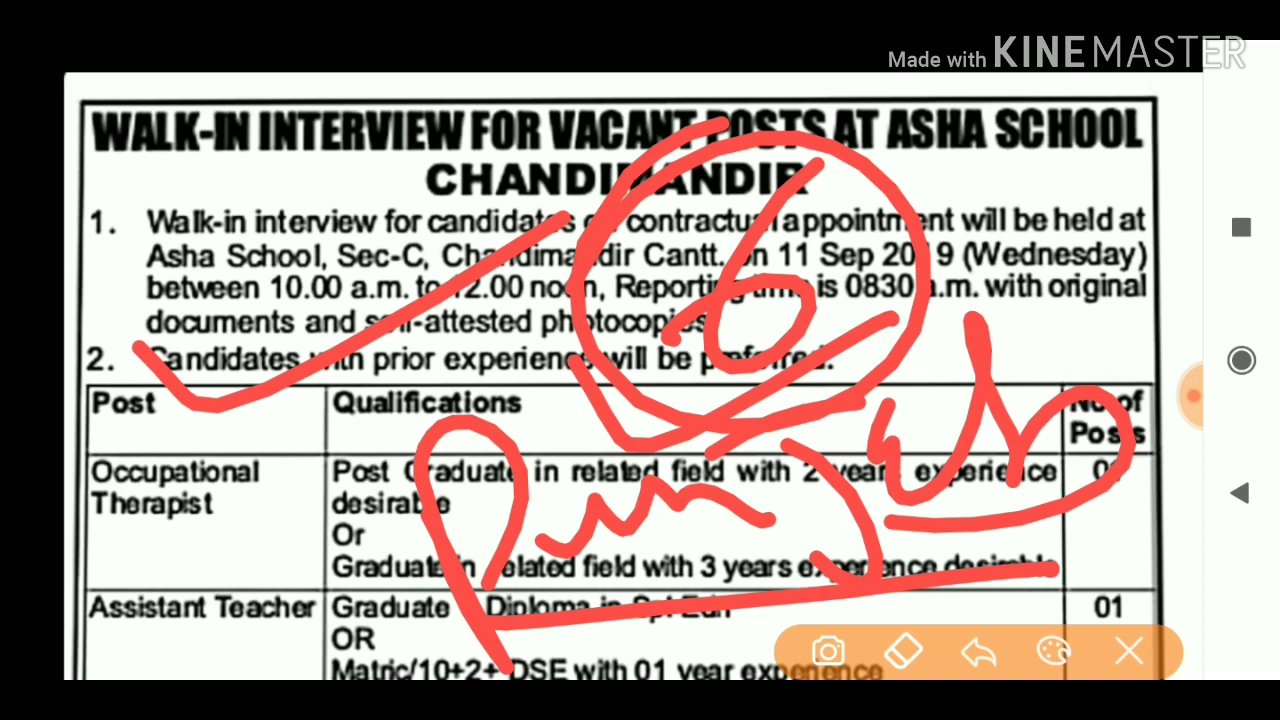 Made with KINEMASTER
WALK-IN INTERVIEW FOR VACANT POSTS AT ASHA SCHOOL
CHANDIMANDIR
1. Walk-in interview for candidates on contractual appointment will be held at
Asha School, Sec-C, Chandimandir Cantt. on 11 Sep 2019 (Wednesday)
between 10.00 a.m. to 12.00 noon, Reporting time is 0830 a.m. with original
documents and self-attested photocopies.
2. Candidates with prior experience will be preferred.
Post Qualifications No. of Posts
Occupational Therapist Post Graduate in related field with 2 years experience
desirable
Or
Graduate in related field with 3 years experience desirable
Assistant Teacher Graduate Diploma in Spl Edn 01
OR
Matric/10+2+ DSE with 01 year experience
6